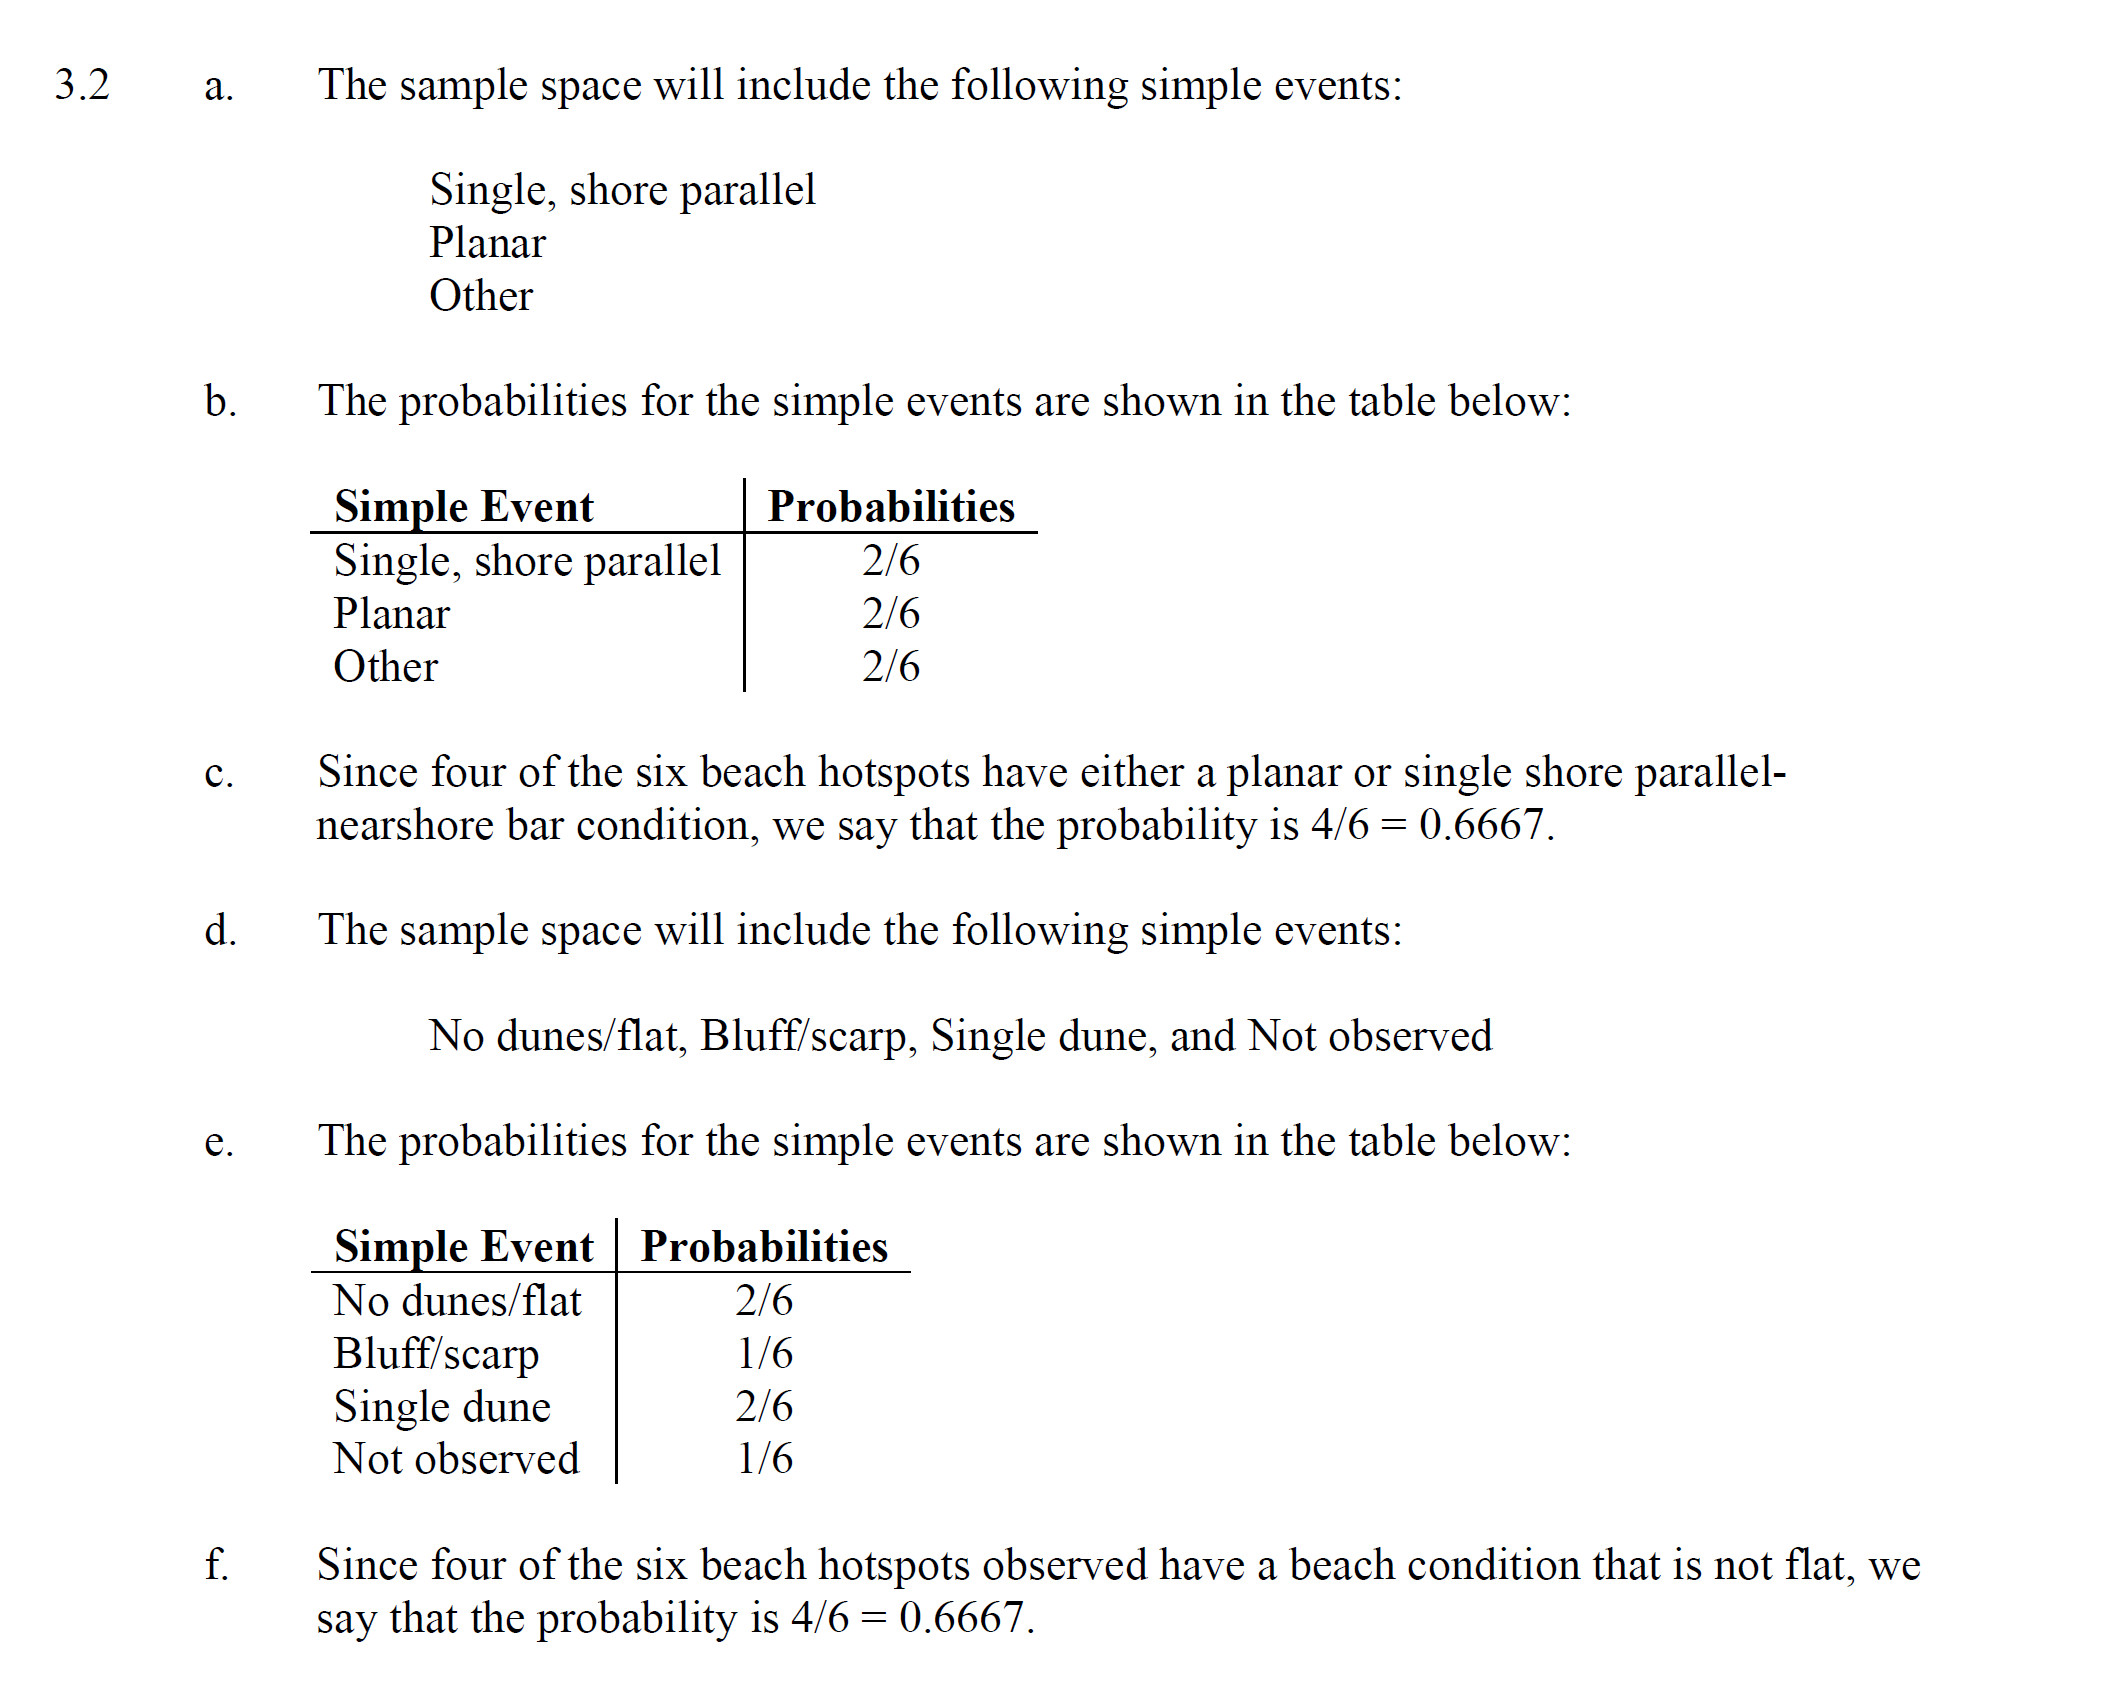 3.2 a. The sample space will include the following simple events:
Single, shore parallel
Planar
Other
b. The probabilities for the simple events are shown in the table below:
Simple Event Probabilities
Single, shore parallel 2/6
Planar 2/6
Other 2/6
c. Since four of the six beach hotspots have either a planar or single shore parallel-
nearshore bar condition, we say that the probability is 4/6 = 0.6667.
d. The sample space will include the following simple events:
No dunes/flat, Bluff/scarp, Single dune, and Not observed
e. The probabilities for the simple events are shown in the table below:
Simple Event Probabilities
No dunes/flat 2/6
Bluff/scarp 1/6
Single dune 2/6
Not observed 1/6
f. Since four of the six beach hotspots observed have a beach condition that is not flat, we
say that the probability is 4/6 = 0.6667.